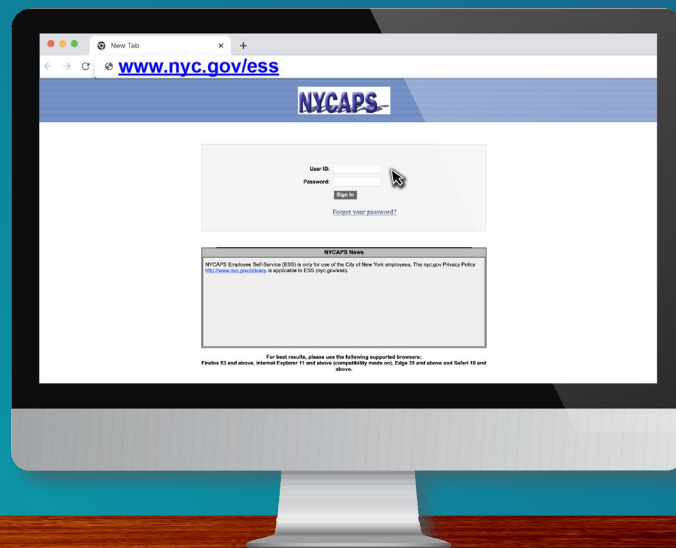 New Tab
www.nyc.gov/ess
NYCAPS
User ID:
Password:
Sign In
Forgot your password?
NYCAPS News
NYCAPS Employee Self-Service (ESS) is only for use of the City of New York employees. The nyc.gov Privacy Policy
http://www.nyc.gov/privacy is applicable to ESS (nyc.gov/ess).
For best results, please use the following supported browsers:
Firefox 53 and above, Internet Explorer 11 and above (compatibility mode on), Edge 39 and above and Safari 10 and
above.